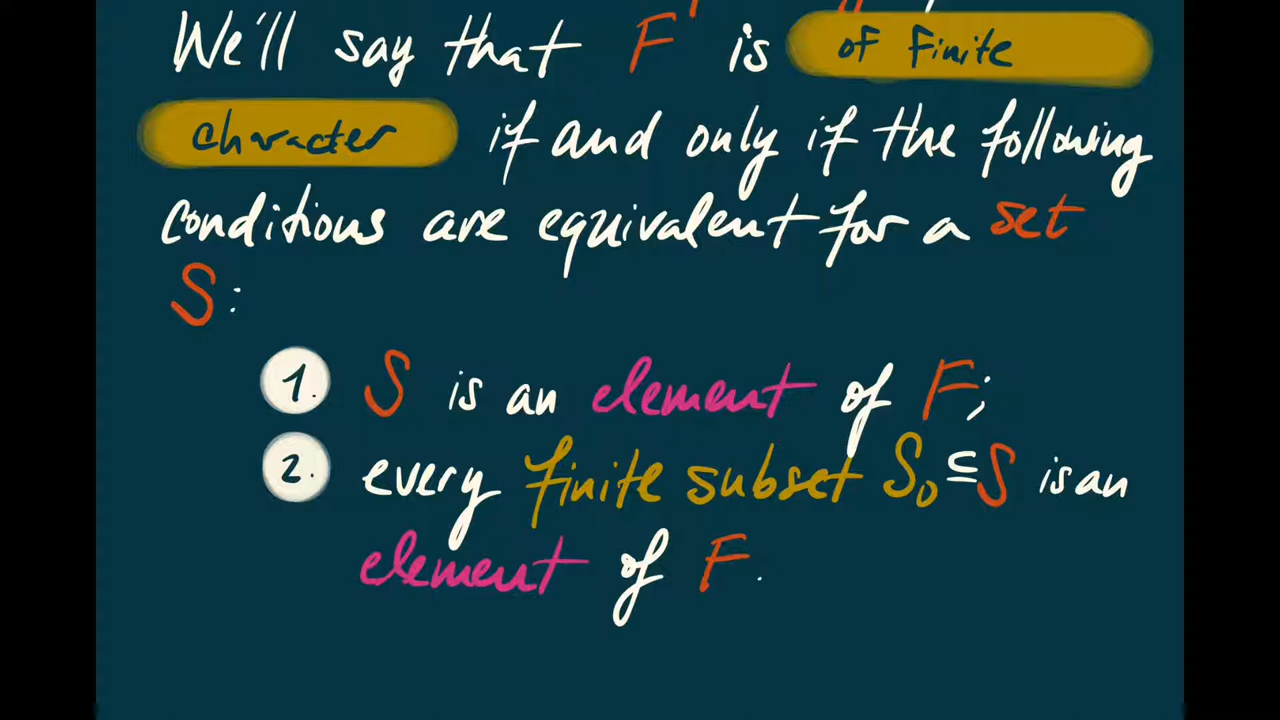 We'll say that F is of finite
character if and only if the following
conditions are equivalent for a set
S:
1. S is an element of F;
2. every finite subset S₀ ⊆ S is an
element of F.